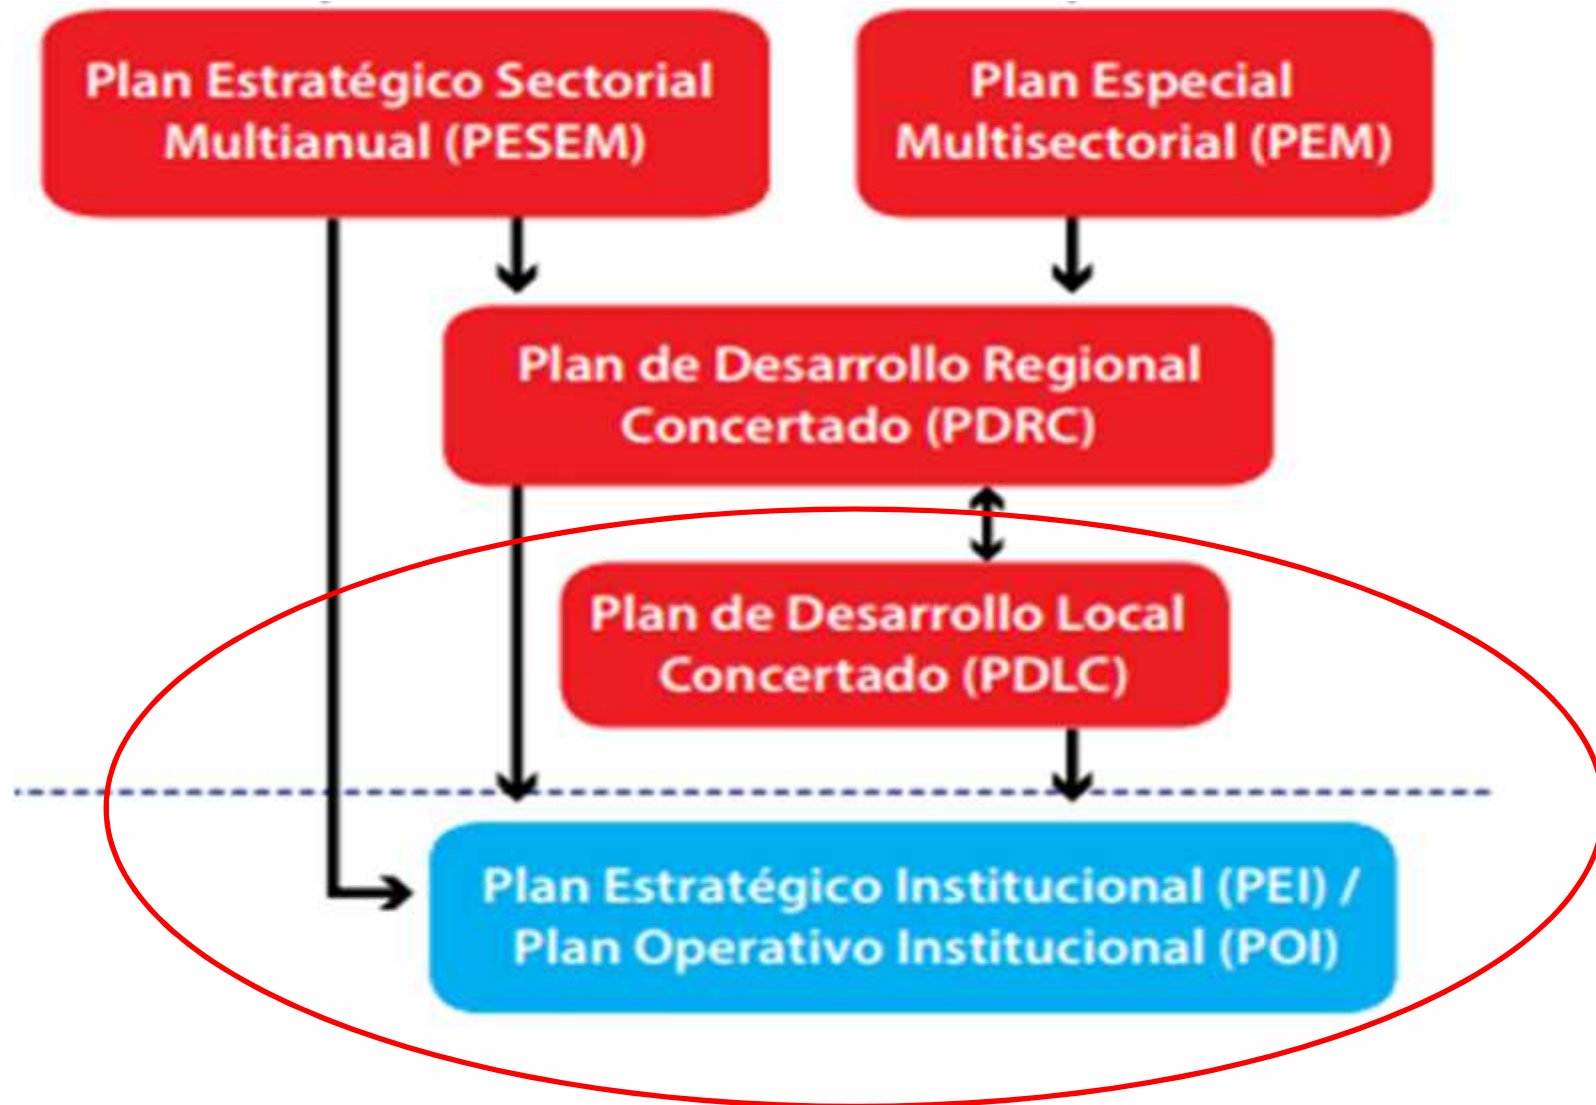 Plan Estratégico Sectorial
Multianual (PESEM)
Plan Especial
Multisectorial (PEM)
Plan de Desarrollo Regional
Concertado (PDRC)
Plan de Desarrollo Local
Concertado (PDLC)
Plan Estratégico Institucional (PEI) /
Plan Operativo Institucional (POI)